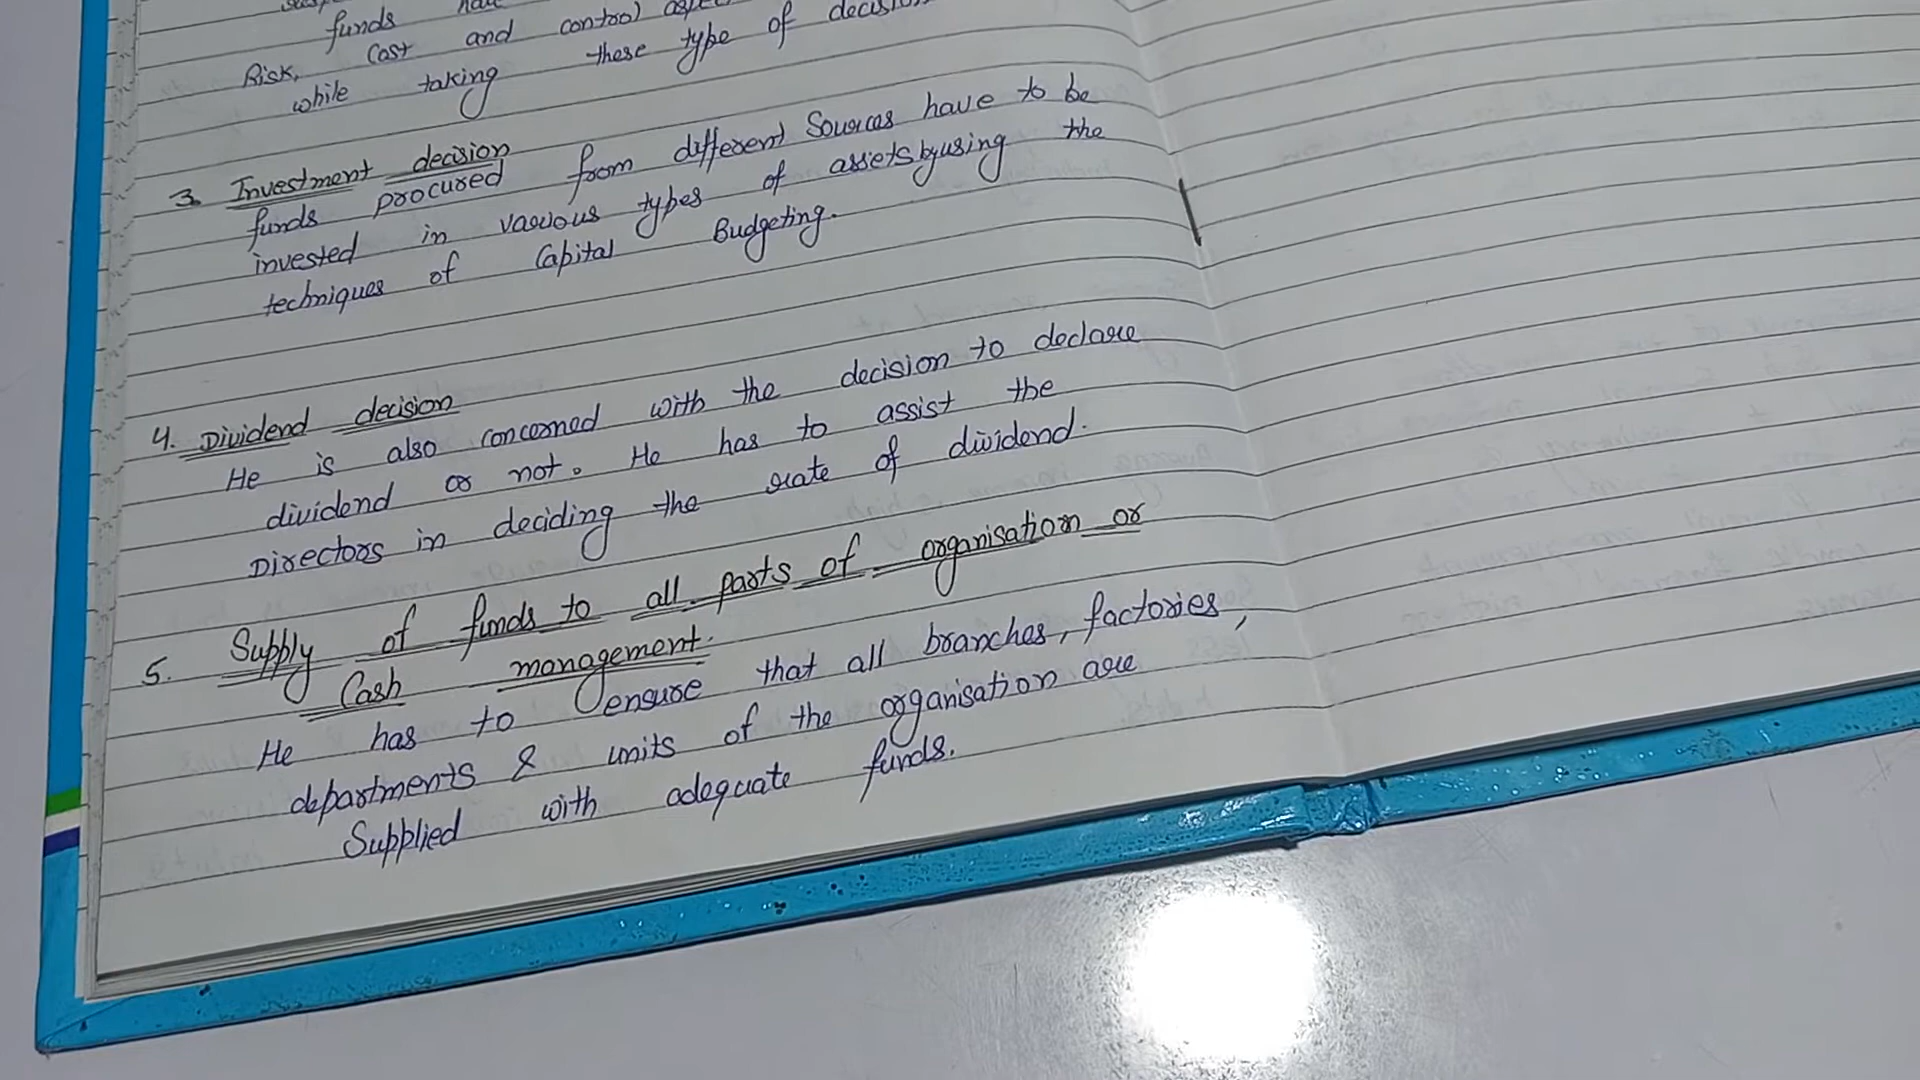 funds
Risk, Cost and control
while taking these type of
3. Investment decision
funds procured from different Sources have to be
invested in various types of assets by using the
techniques of Capital Budgeting.
4. Dividend decision
He is also concerned with the decision to declare
dividend or not. He has to assist the
Directors in deciding the rate of dividend.
5. Supply of funds to all parts of organisation or
Cash management.
He has to ensure that all branches, factories,
departments & units of the organisation are
Supplied with adequate funds.